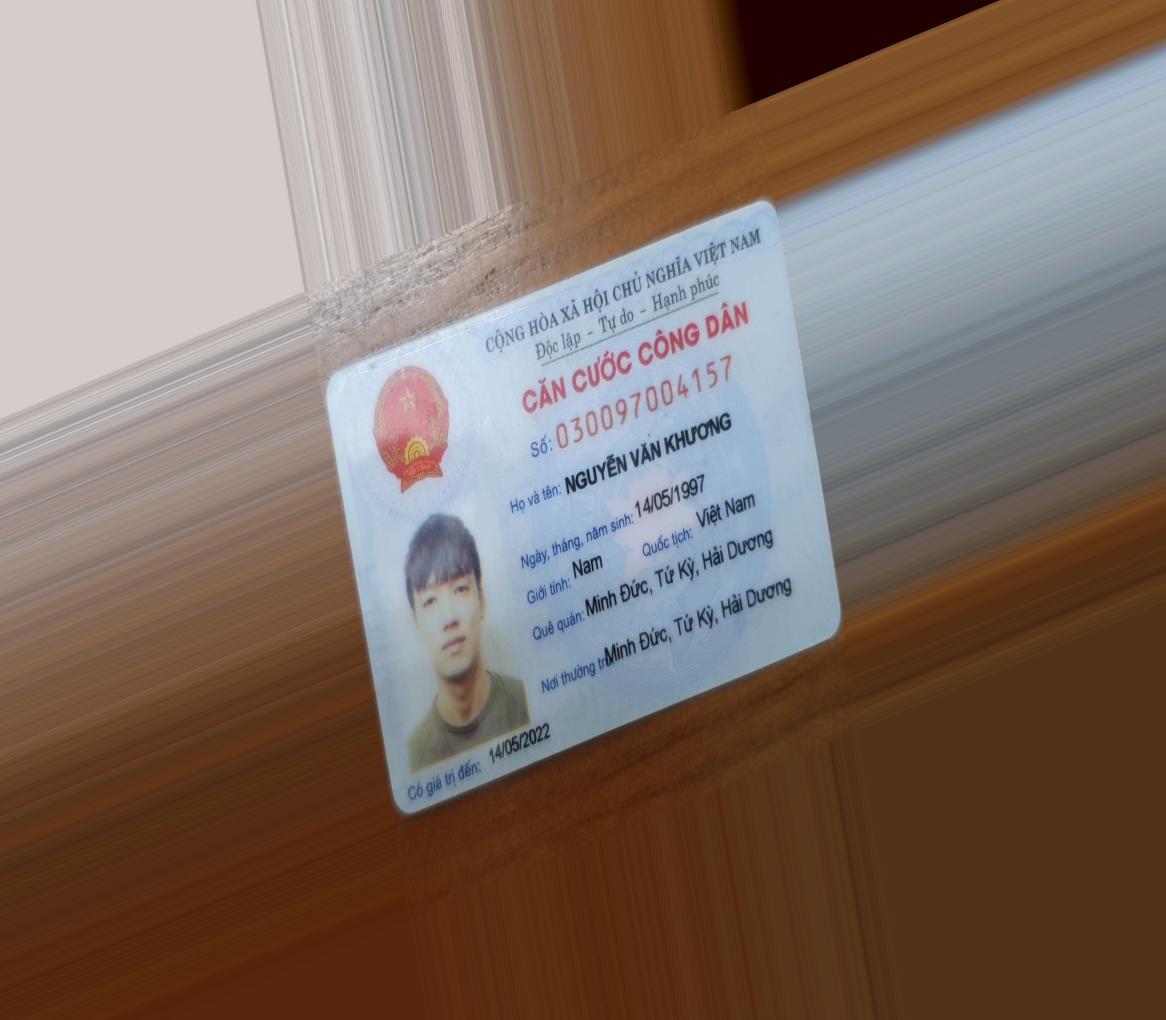 CỘNG HÒA XÃ HỘI CHỦ NGHĨA VIỆT NAM
Độc lập - Tự do - Hạnh phúc
CĂN CƯỚC CÔNG DÂN
Số: 030097004157
Họ và tên: NGUYỄN VĂN KHƯƠNG
Ngày, tháng, năm sinh: 14/05/1997
Giới tính: Nam Quốc tịch: Việt Nam
Quê quán: Minh Đức, Tứ Kỳ, Hải Dương
Nơi thường trú Minh Đức, Tứ Kỳ, Hải Dương
Có giá trị đến: 14/05/2022